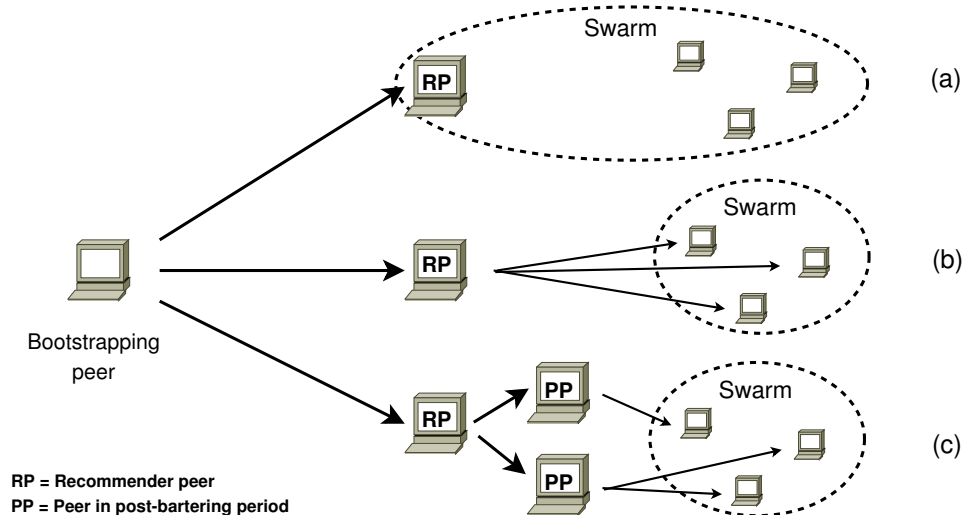 Swarm
RP
(a)
Swarm
RP
(b)
Bootstrapping
peer
PP
Swarm
RP
(c)
PP
RP = Recommender peer
PP = Peer in post-bartering period